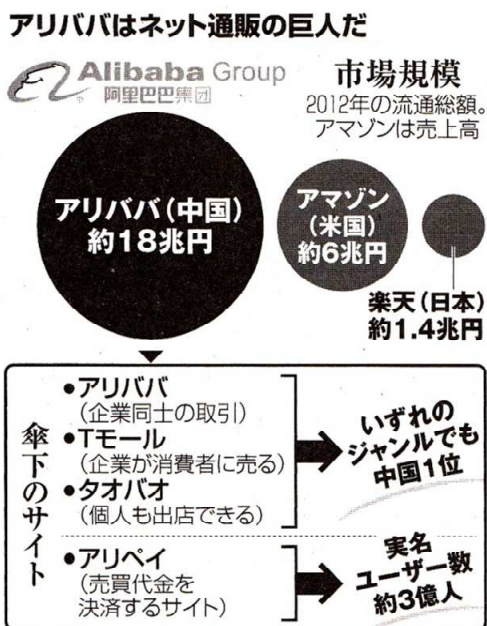 アリババはネット通販の巨人だ
Alibaba Group
阿里巴巴集团
市場規模
2012年の流通総額。
アマゾンは売上高
アリババ(中国)
約18兆円
アマゾン
(米国)
約6兆円
楽天(日本)
約1.4兆円
傘下のサイト
●アリババ
(企業同士の取引)
●Tモール
(企業が消費者に売る)
●タオバオ
(個人も出店できる)
いずれの
ジャンルでも
中国1位
●アリペイ
(売買代金を
決済するサイト)
実名
ユーザー数
約3億人